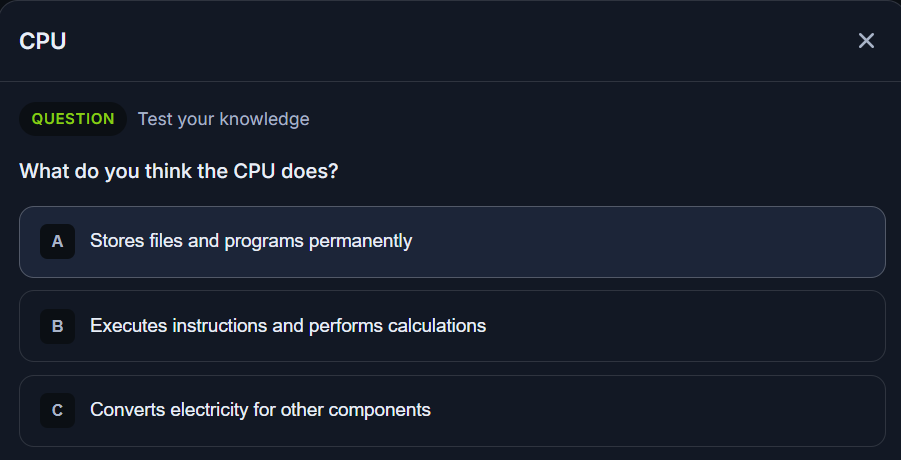 CPU
QUESTION Test your knowledge
What do you think the CPU does?
A Stores files and programs permanently
B Executes instructions and performs calculations
C Converts electricity for other components